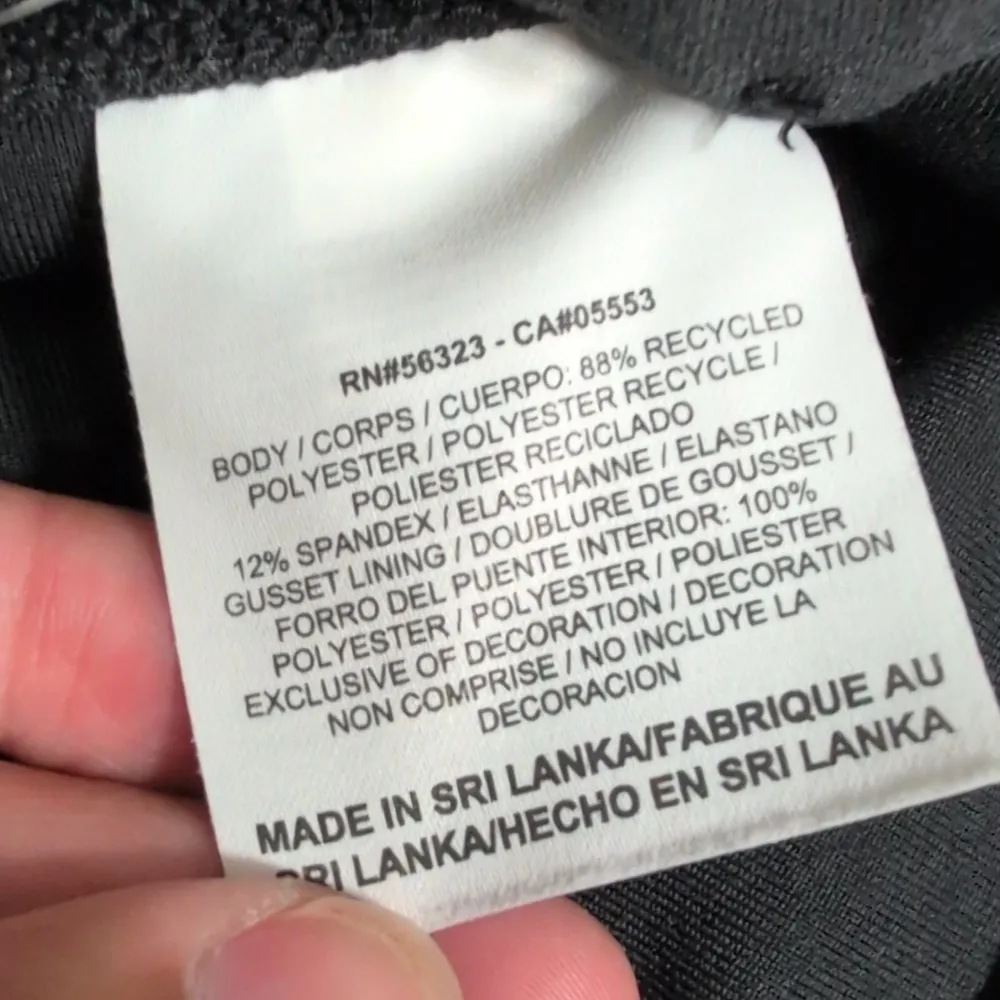 RN#56323 - CA#05553
BODY / CORPS / CUERPO: 88% RECYCLED
POLYESTER / POLYESTER RECYCLE /
POLIESTER RECICLADO
12% SPANDEX / ELASTHANNE / ELASTANO
GUSSET LINING / DOUBLURE DE GOUSSET /
FORRO DEL PUENTE INTERIOR: 100%
POLYESTER / POLYESTER / POLIESTER
EXCLUSIVE OF DECORATION / DECORATION
NON COMPRISE / NO INCLUYE LA
DECORACION
MADE IN SRI LANKA/FABRIQUE AU
SRI LANKA/HECHO EN SRI LANKA